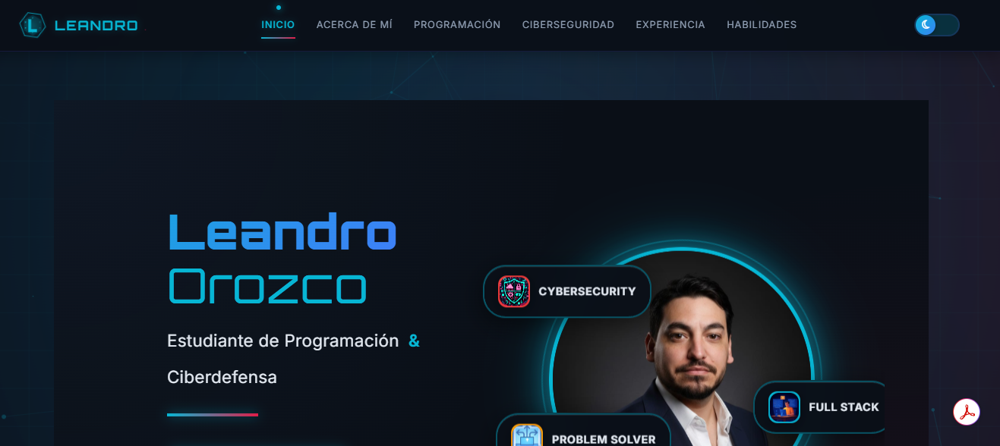 LEANDRO
INICIO
ACERCA DE MÍ
PROGRAMACIÓN
CIBERSEGURIDAD
EXPERIENCIA
HABILIDADES
Leandro
Orozco
Estudiante de Programación &
Ciberdefensa
CYBERSECURITY
FULL STACK
PROBLEM SOLVER